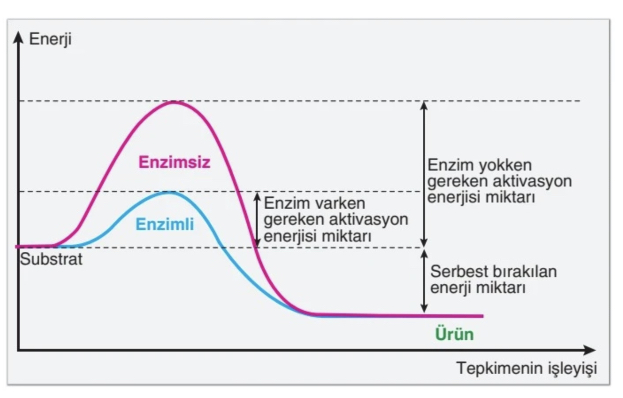 Enerji
Enzimsiz
Enzimli
Substrat
Enzim varken
gereken aktivasyon
enerjisi miktarı
Enzim yokken
gereken aktivasyon
enerjisi miktarı
Serbest bırakılan
enerji miktarı
Ürün
Tepkimenin işleyişi